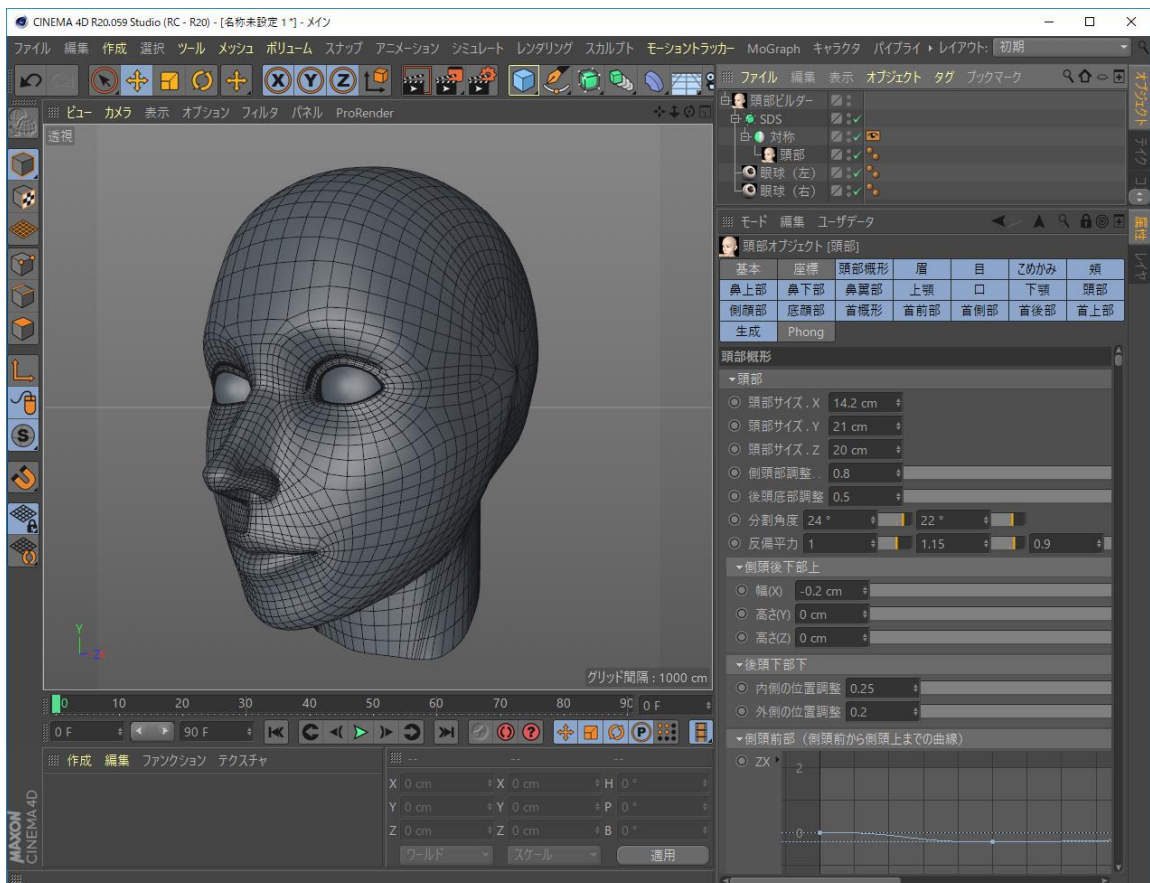 CINEMA 4D R20.059 Studio (RC - R20) - [名称未設定 1 *] - メイン
ファイル 編集 作成 選択 ツール メッシュ ボリューム スナップ アニメーション シミュレート レンダリング スカルプト モーショントラッカー MoGraph キャラクタ パイプライ レイアウト: 初期
X Y Z
ファイル 編集 表示 オブジェクト タグ ブックマーク
ビュー カメラ 表示 オプション フィルタ パネル ProRender
透視
頭部ビルダー
SDS
対称
頭部
眼球（左）
眼球（右）
オブジェクト
テイク
コ
モード 編集 ユーザデータ
属性
レイヤ
頭部オブジェクト [頭部]
基本 座標 頭部概形 眉 目 こめかみ 頬
鼻上部 鼻下部 鼻翼部 上顎 口 下顎 頭部
側顔部 底顔部 首概形 首前部 首側部 首後部 首上部
生成 Phong
頭部概形
頭部
頭部サイズ . X 14.2 cm
頭部サイズ . Y 21 cm
頭部サイズ . Z 20 cm
側頭部調整 . . 0.8
後頭底部調整 0.5
分割角度 24 ° 22 °
反偏平力 1 1.15 0.9
側頭後下部上
幅(X) -0.2 cm
高さ(Y) 0 cm
高さ(Z) 0 cm
後頭下部下
内側の位置調整 0.25
外側の位置調整 0.2
側頭前部（側頭前から側頭上までの曲線）
ZX
2
0
S
Y
Z
グリッド間隔 : 1000 cm
0 10 20 30 40 50 60 70 80 90 0 F
0 F 90 F
? P
作成 編集 ファンクション テクスチャ
-- -- --
X 0 cm X 0 cm H 0 °
Y 0 cm Y 0 cm P 0 °
Z 0 cm Z 0 cm B 0 °
ワールド スケール 適用
MAXON
CINEMA 4D